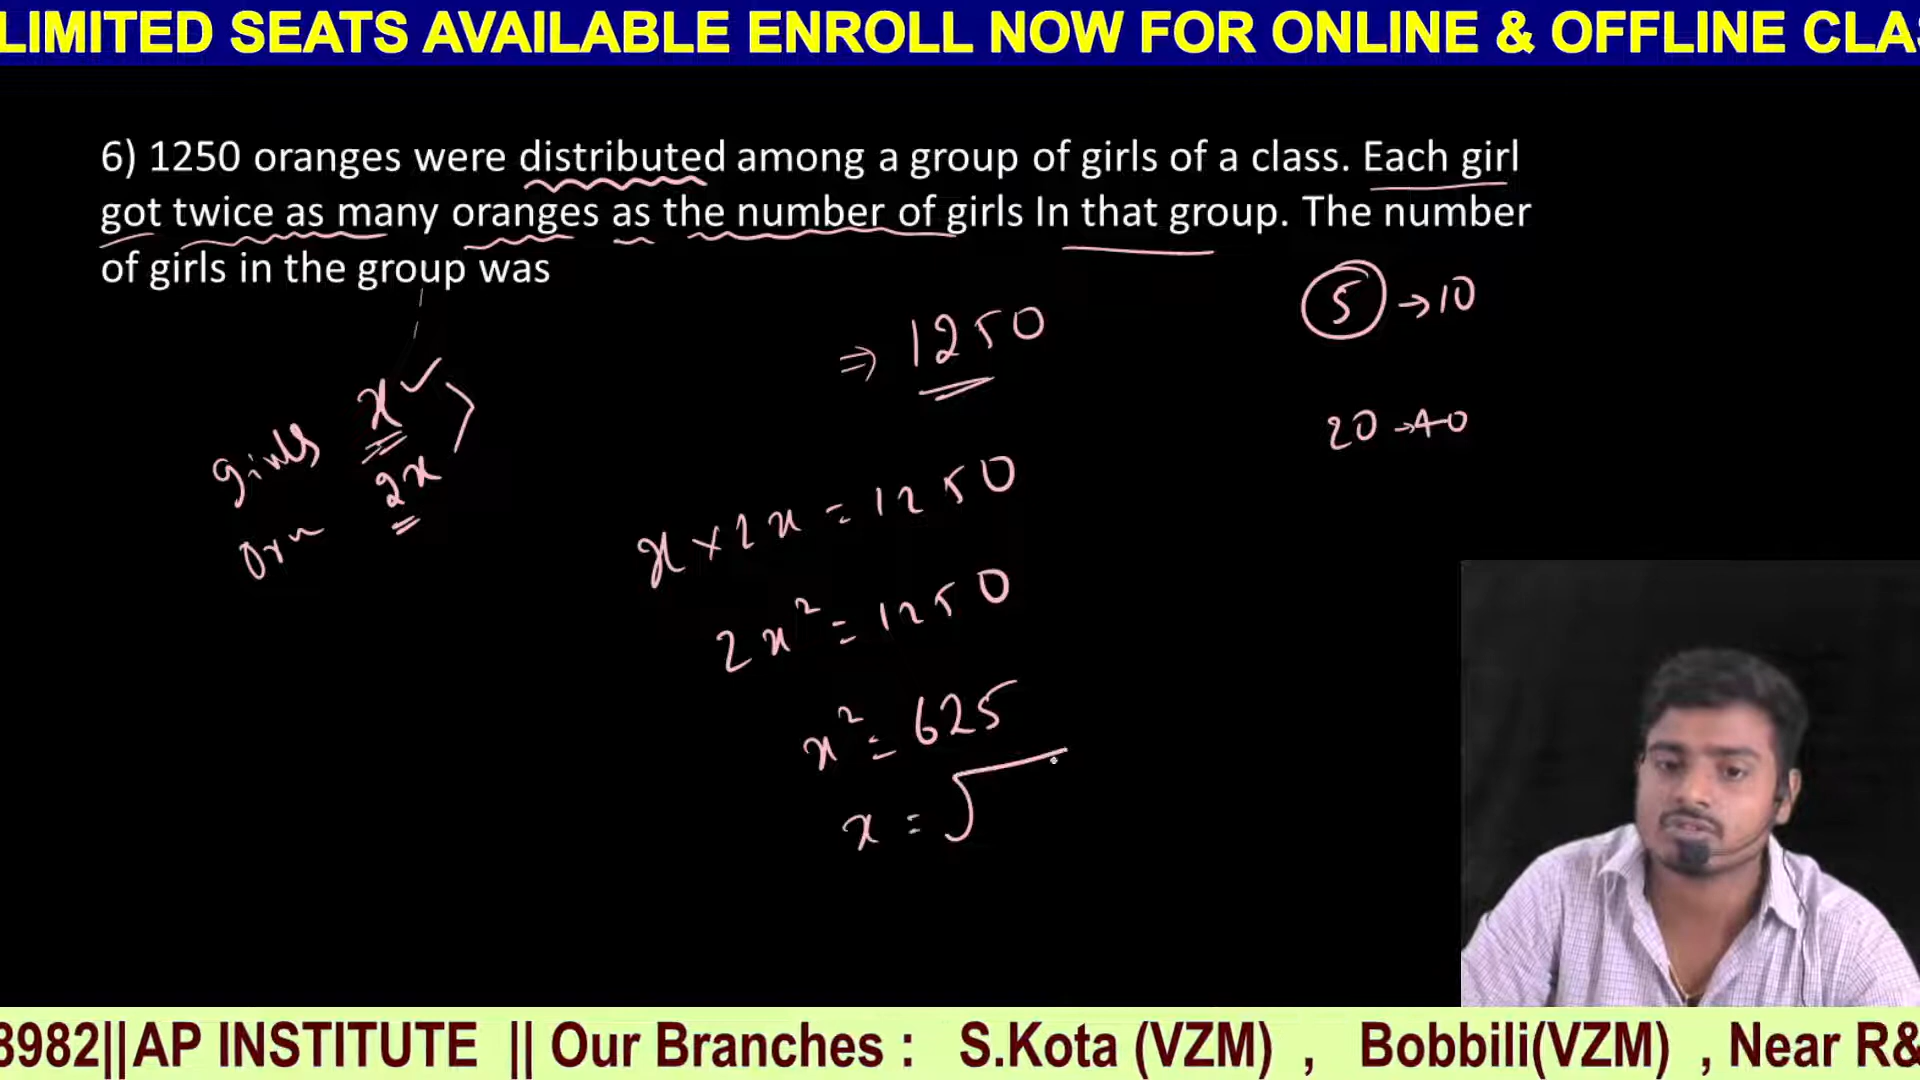 LIMITED SEATS AVAILABLE ENROLL NOW FOR ONLINE & OFFLINE CLA
6) 1250 oranges were distributed among a group of girls of a class. Each girl
got twice as many oranges as the number of girls In that group. The number
of girls in the group was
5 → 10
⇒ 1250
20 → 40
girls x ✓
2x
x × 2x = 1250
2x² = 1250
x² = 625
x = √
8982||AP INSTITUTE || Our Branches : S.Kota (VZM) , Bobbili(VZM) , Near R&